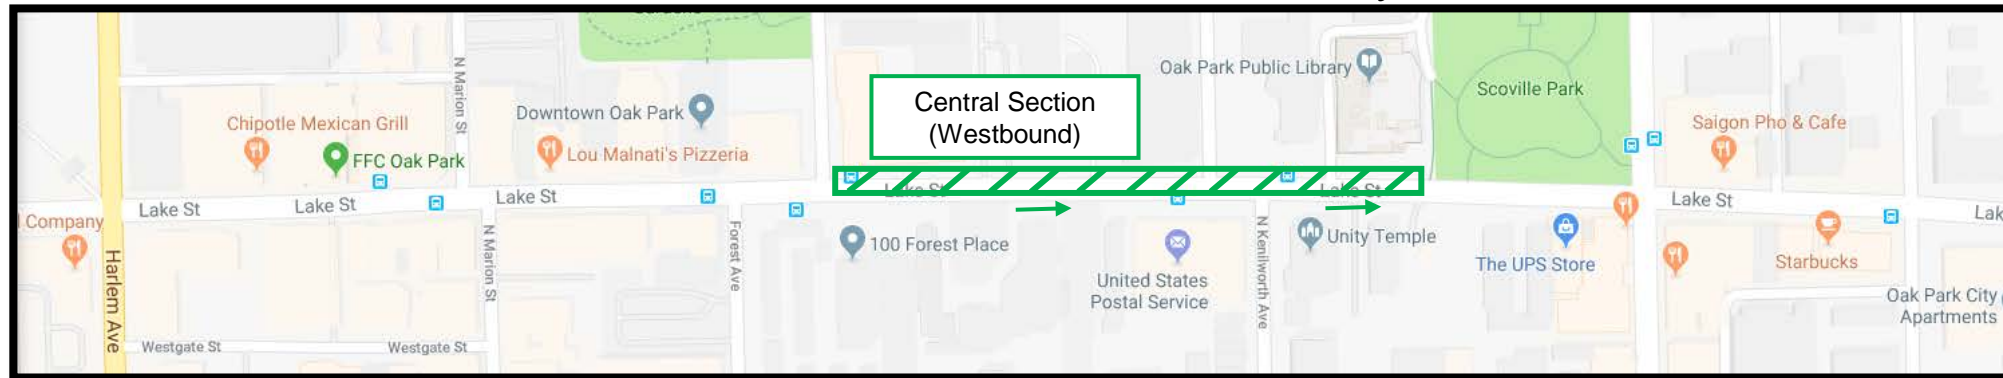 Gardens
N Marion St
Oak Park Public Library
Scoville Park
Central Section
(Westbound)
Downtown Oak Park
Chipotle Mexican Grill
Saigon Pho & Cafe
FFC Oak Park
Lou Malnati's Pizzeria
Lake St
Lake St
Lake St
Lake St
Lake St
Lake St
Lak
l Company
Harlem Ave
N Marion St
Forest Ave
100 Forest Place
United States
Postal Service
N Kenilworth Ave
Unity Temple
The UPS Store
Starbucks
Oak Park City
Apartments
Westgate St
Westgate St